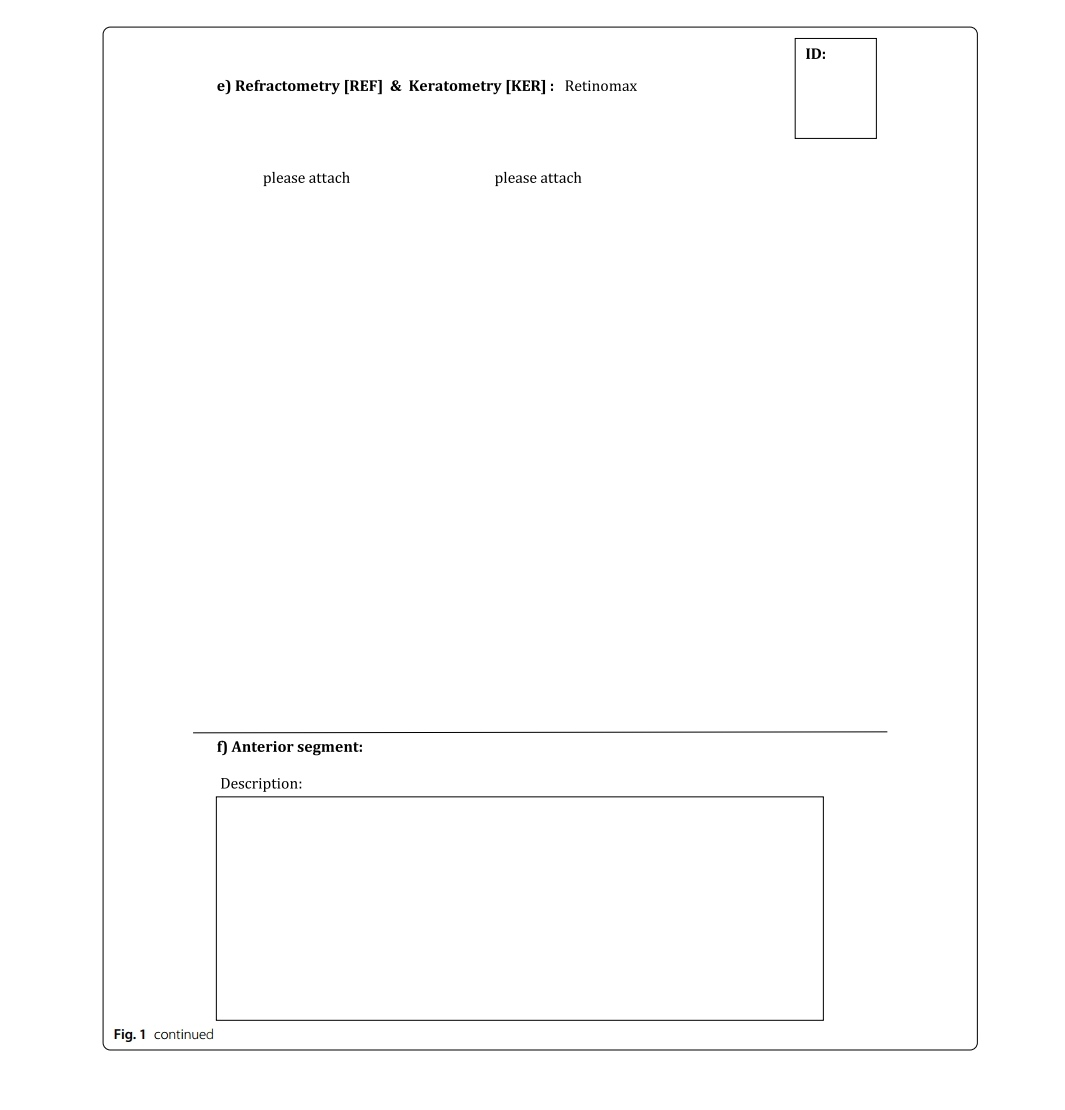 ID:
e) Refractometry [REF] & Keratometry [KER] : Retinomax
please attach please attach
f) Anterior segment:
Description:
Fig. 1 continued